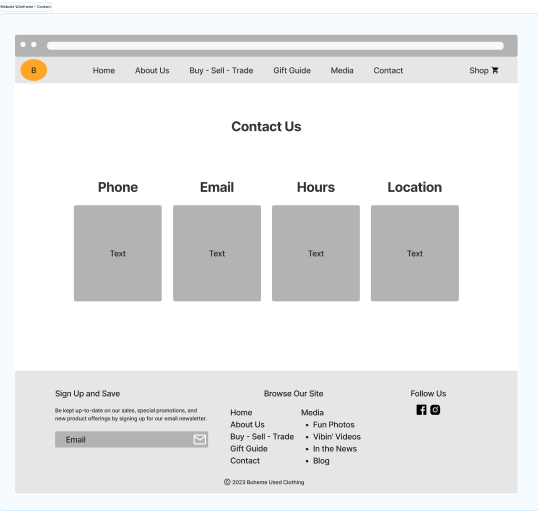 Website Wireframe - Contact
B
Home About Us Buy - Sell - Trade Gift Guide Media Contact Shop
Contact Us
Phone Email Hours Location
Text Text Text Text
Sign Up and Save
Be kept up-to-date on our sales, special promotions, and
new product offerings by signing up for our email newsletter.
Email
Browse Our Site
Home
About Us
Buy - Sell - Trade
Gift Guide
Contact
Media
• Fun Photos
• Vibin' Videos
• In the News
• Blog
Follow Us
© 2023 Boheme Used Clothing